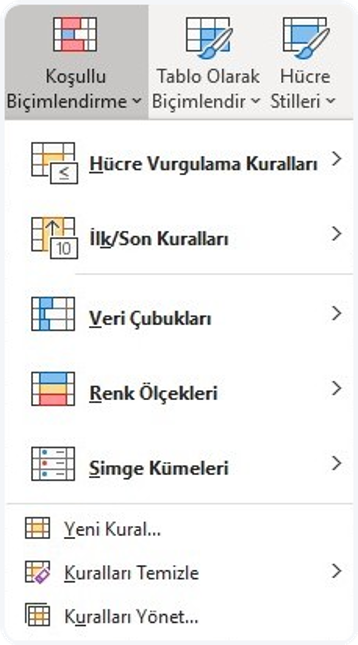 Koşullu
Biçimlendirme
Tablo Olarak
Biçimlendir
Hücre
Stilleri
≤
Hücre Vurgulama Kuralları
10
İlk/Son Kuralları
Veri Çubukları
Renk Ölçekleri
Simge Kümeleri
Yeni Kural...
Kuralları Temizle
Kuralları Yönet...